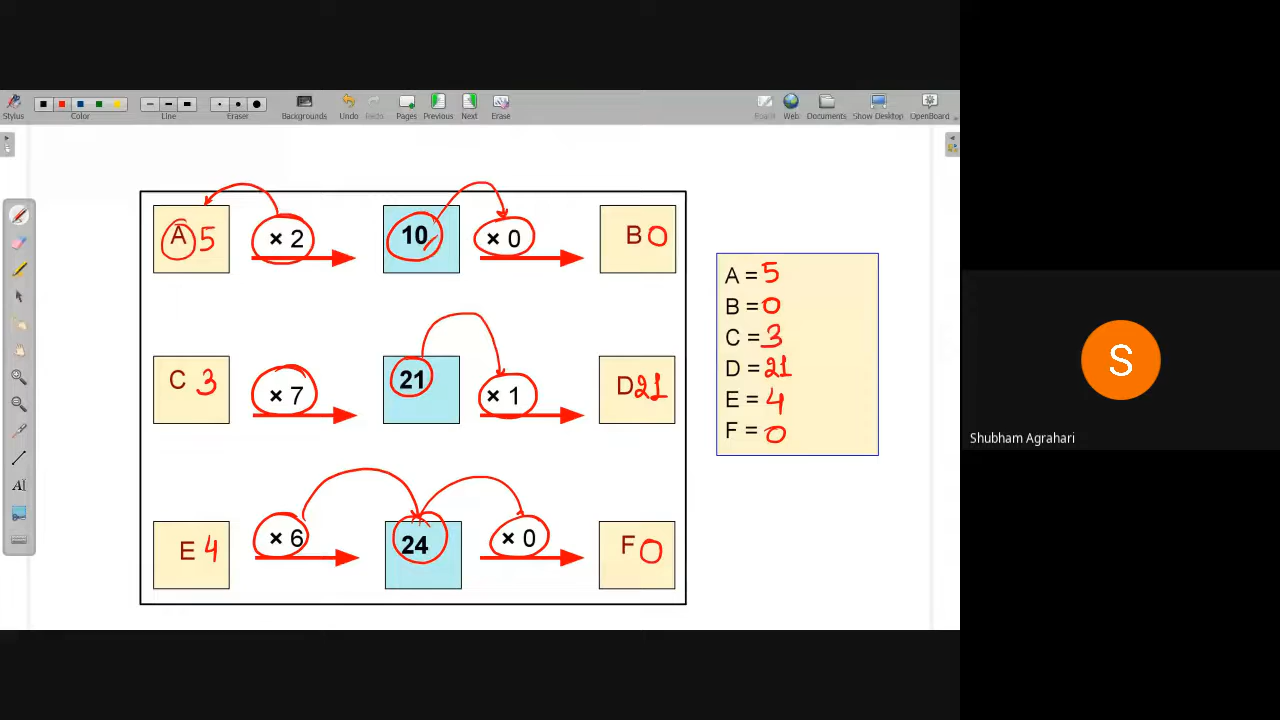 Stylus Color Line Eraser Backgrounds Undo Redo Pages Previous Next Erase Board Web Documents Show Desktop OpenBoard
A 5 × 2 10 × 0 B 0
C 3 × 7 21 × 1 D 21
E 4 × 6 24 × 0 F 0
A = 5
B = 0
C = 3
D = 21
E = 4
F = 0
S
Shubham Agrahari